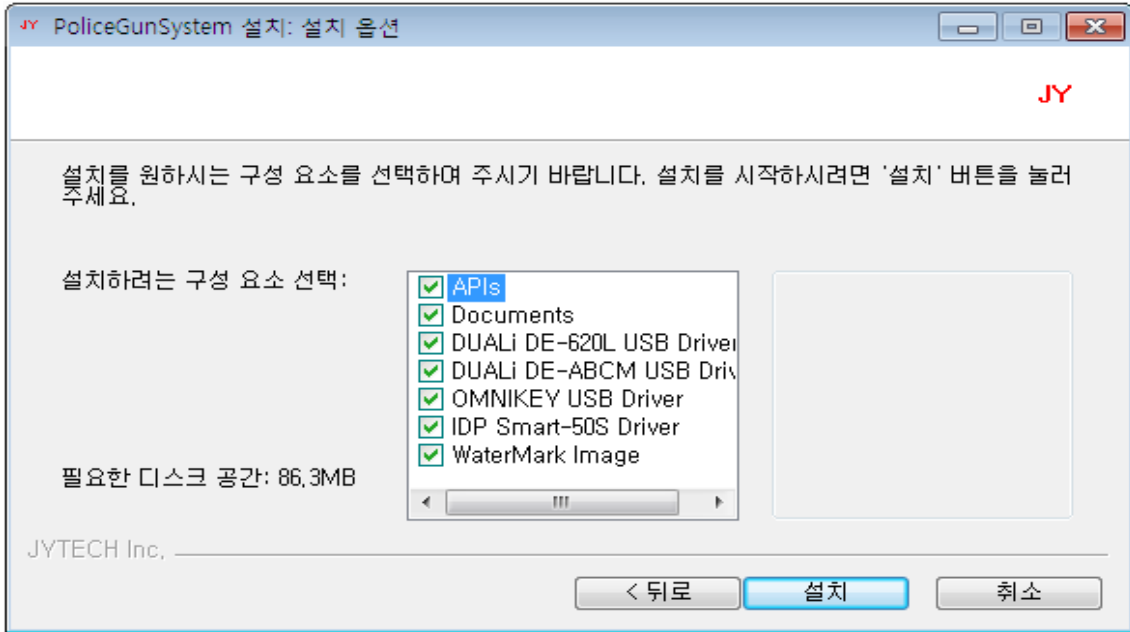 JY PoliceGunSystem 설치: 설치 옵션
JY
설치를 원하시는 구성 요소를 선택하여 주시기 바랍니다. 설치를 시작하시려면 '설치' 버튼을 눌러
주세요.
설치하려는 구성 요소 선택:
APIs
Documents
DUALi DE-620L USB Driver
DUALi DE-ABCM USB Driv
OMNIKEY USB Driver
IDP Smart-50S Driver
WaterMark Image
필요한 디스크 공간: 86.3MB
JYTECH Inc.
< 뒤로
설치
취소